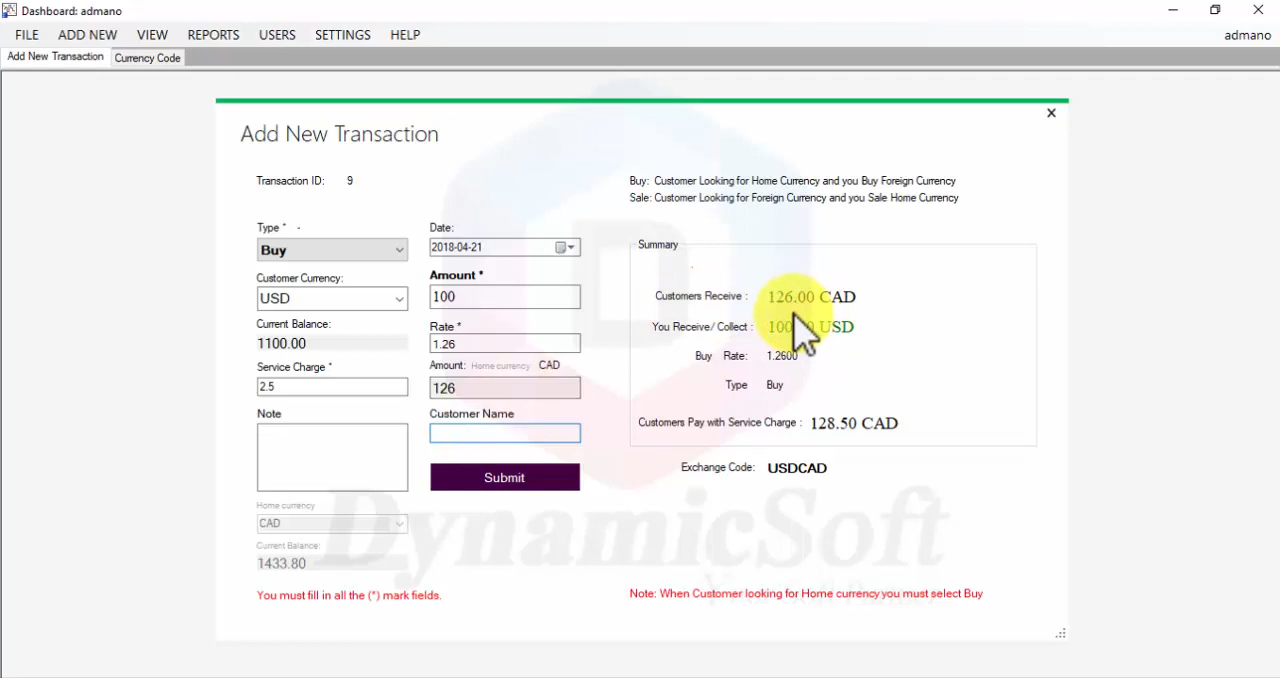 Dashboard: admano
FILE ADD NEW VIEW REPORTS USERS SETTINGS HELP
admano
Add New Transaction Currency Code
Add New Transaction
Transaction ID: 9
Type * -
Buy
Customer Currency:
USD
Current Balance:
1100.00
Service Charge *
2.5
Note
Home currency
CAD
Current Balance:
1433.80
You must fill in all the (*) mark fields.
Date:
2018-04-21
Amount *
100
Rate *
1.26
Amount: Home currency CAD
126
Customer Name
Submit
Buy: Customer Looking for Home Currency and you Buy Foreign Currency
Sale: Customer Looking for Foreign Currency and you Sale Home Currency
Summary
Customers Receive : 126.00 CAD
You Receive/ Collect : USD
Buy Rate: 1.2600
Type Buy
Customers Pay with Service Charge : 128.50 CAD
Exchange Code: USDCAD
Note: When Customer looking for Home currency you must select Buy
DynamicSoft